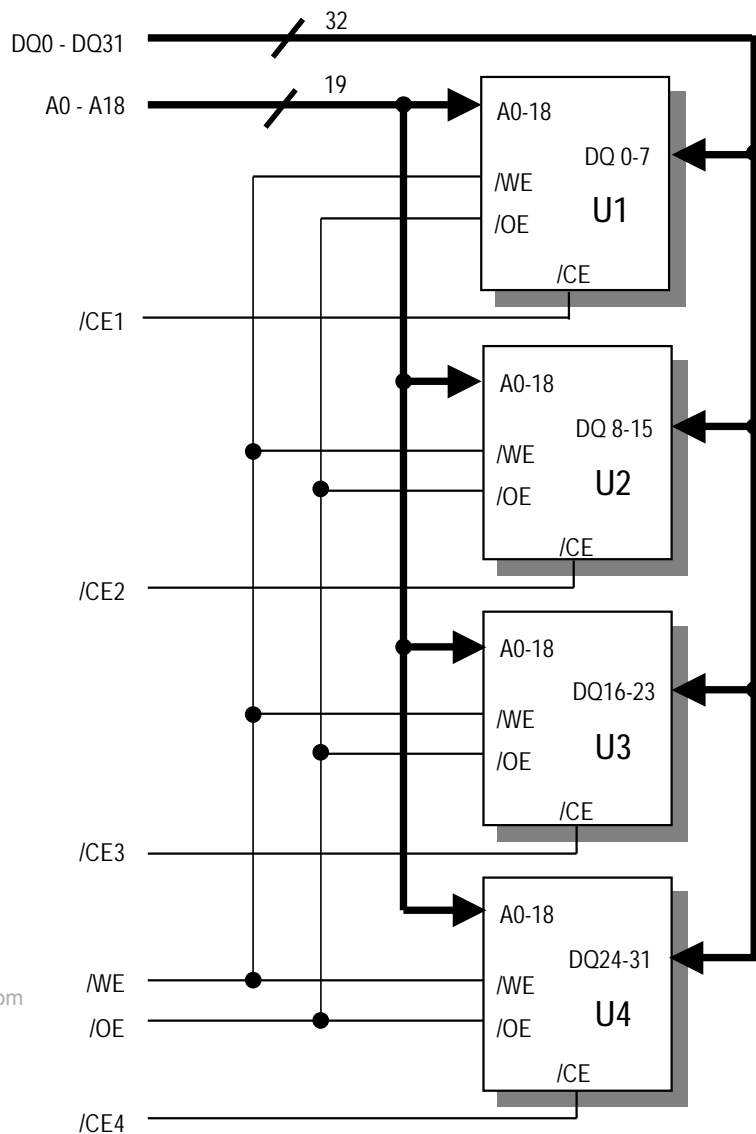 32
DQ0 - DQ31
19
A0 - A18
A0-18
DQ 0-7
/WE
U1
/OE
/CE
/CE1
A0-18
DQ 8-15
/WE
U2
/OE
/CE
/CE2
A0-18
DQ16-23
/WE
U3
/OE
/CE
/CE3
A0-18
DQ24-31
/WE
/WE
om
U4
/OE
/OE
/CE
/CE4